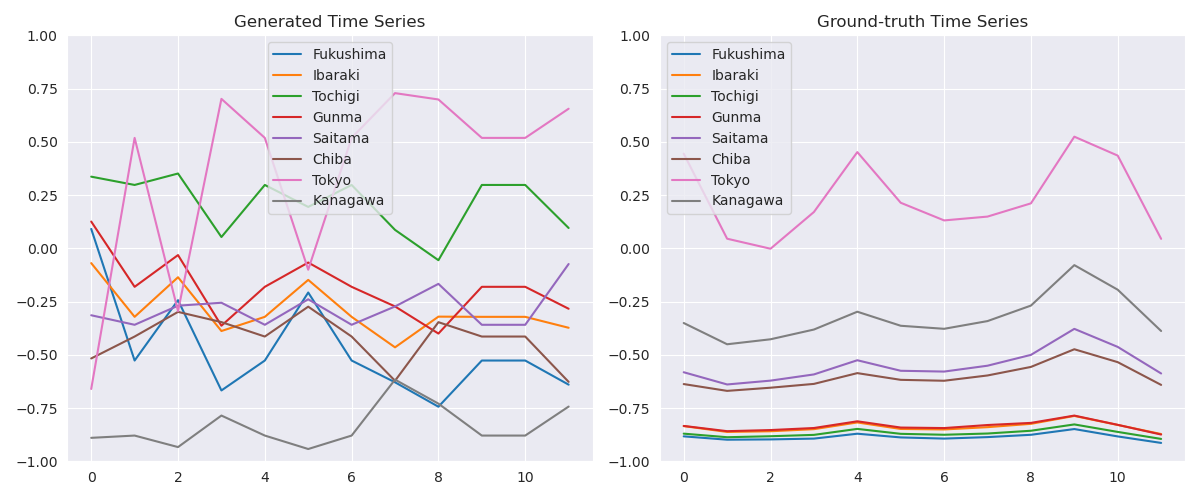 Generated Time Series
1.00
0.75
0.50
0.25
0.00
−0.25
−0.50
−0.75
−1.00
0 2 4 6 8 10
Fukushima
Ibaraki
Tochigi
Gunma
Saitama
Chiba
Tokyo
Kanagawa
Ground-truth Time Series
1.00
0.75
0.50
0.25
0.00
−0.25
−0.50
−0.75
−1.00
0 2 4 6 8 10
Fukushima
Ibaraki
Tochigi
Gunma
Saitama
Chiba
Tokyo
Kanagawa